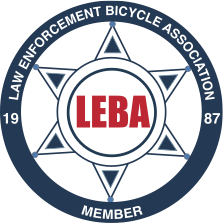 LAW ENFORCEMENT BICYCLE ASSOCIATION
19 87
LEBA
MEMBER